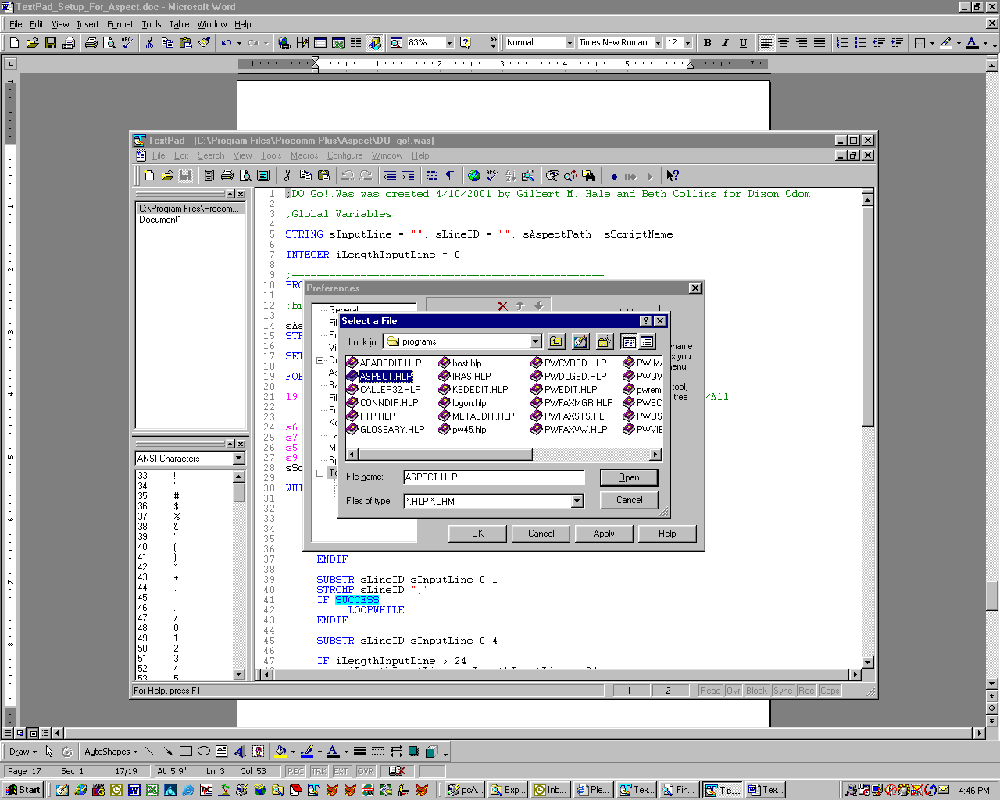 TextPad_Setup_For_Aspect.doc - Microsoft Word
File Edit View Insert Format Tools Table Window Help
83% Normal Times New Roman 12 B I U
1 1 2 3 4 5 6 7
TextPad - [C:\Program Files\Procomm Plus\Aspect\DO_go!.was]
File Edit Search View Tools Macros Configure Window Help
C:\Program Files\Procom...
Document1
1 ;DO_Go!.Was was created 4/10/2001 by Gilbert M. Hale and Beth Collins for Dixon Odom
2
3 ;Global Variables
4
5 STRING sInputLine = "", sLineID = "", sAspectPath, sScriptName
6
7 INTEGER iLengthInputLine = 0
8
9 ;--------------------------------------------------
10 PRO
11
12 ;br
13
14 sAs
15 STR
16
17 SET
18
19 FOR
20
21 19 /All
22
24 s6
25 s7
26 s5
27 s9
28 sSc
29
30 WHI
31
33
34
35
36 LOOPWHILE
37 ENDIF
38
39 SUBSTR sLineID sInputLine 0 1
40 STRCMP sLineID ";"
41 IF SUCCESS
42 LOOPWHILE
43 ENDIF
44
45 SUBSTR sLineID sInputLine 0 4
46
47 IF iLengthInputLine > 24
Preferences
General
Fil
Ec
Vi
Do
As
Ba
File
Fo
Ke
La
M
Sp
To
ename
s you
enu.
tool,
tree
OK Cancel Apply Help
Select a File
Look in: programs
ABAREDIT.HLP host.hlp PWCVRED.HLP PWIM
ASPECT.HLP IRAS.HLP PWDLGED.HLP PWQV
CALLER32.HLP KBDEDIT.HLP PWEDIT.HLP pwrem
CONNDIR.HLP logon.hlp PWFAXMGR.HLP PWSC
FTP.HLP METAEDIT.HLP PWFAXSTS.HLP PWUS
GLOSSARY.HLP pw45.hlp PWFAXVW.HLP PWVIE
File name: ASPECT.HLP Open
Files of type: *.HLP,*.CHM Cancel
ANSI Characters
33 !
34 "
35 #
36 $
37 %
38 &
39 '
40 (
41 )
42 *
43 +
44 ,
45 -
46 .
47 /
48 0
49 1
50 2
51 3
52 4
53 5
For Help, press F1 1 2 Read Ovr Block Sync Rec Caps
Draw AutoShapes
Page 17 Sec 1 17/19 At 5.9" Ln 3 Col 53 REC TRK EXT OVR
Start pcA... Exp... Inb... Ple... Tex... Fin... Te... Tex... 4:46 PM